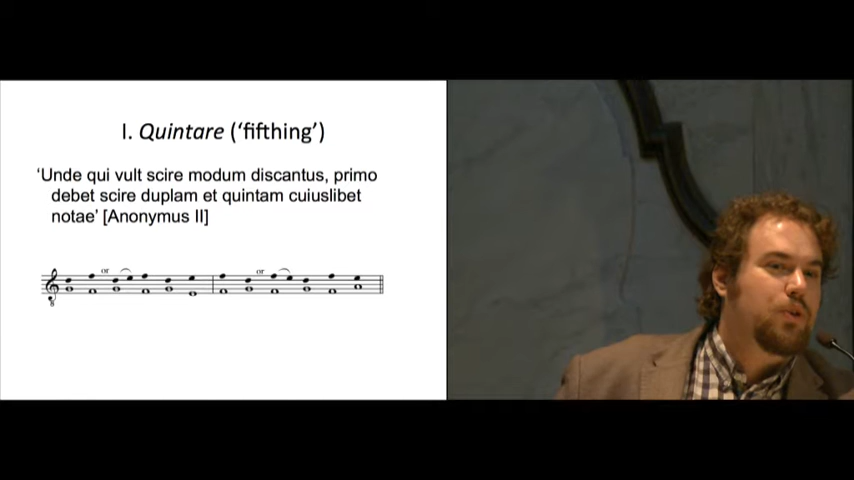 I. Quintare (‘fifthing’)
‘Unde qui vult scire modum discantus, primo
debet scire duplam et quintam cuiuslibet
notae’ [Anonymus II]
or
or
8